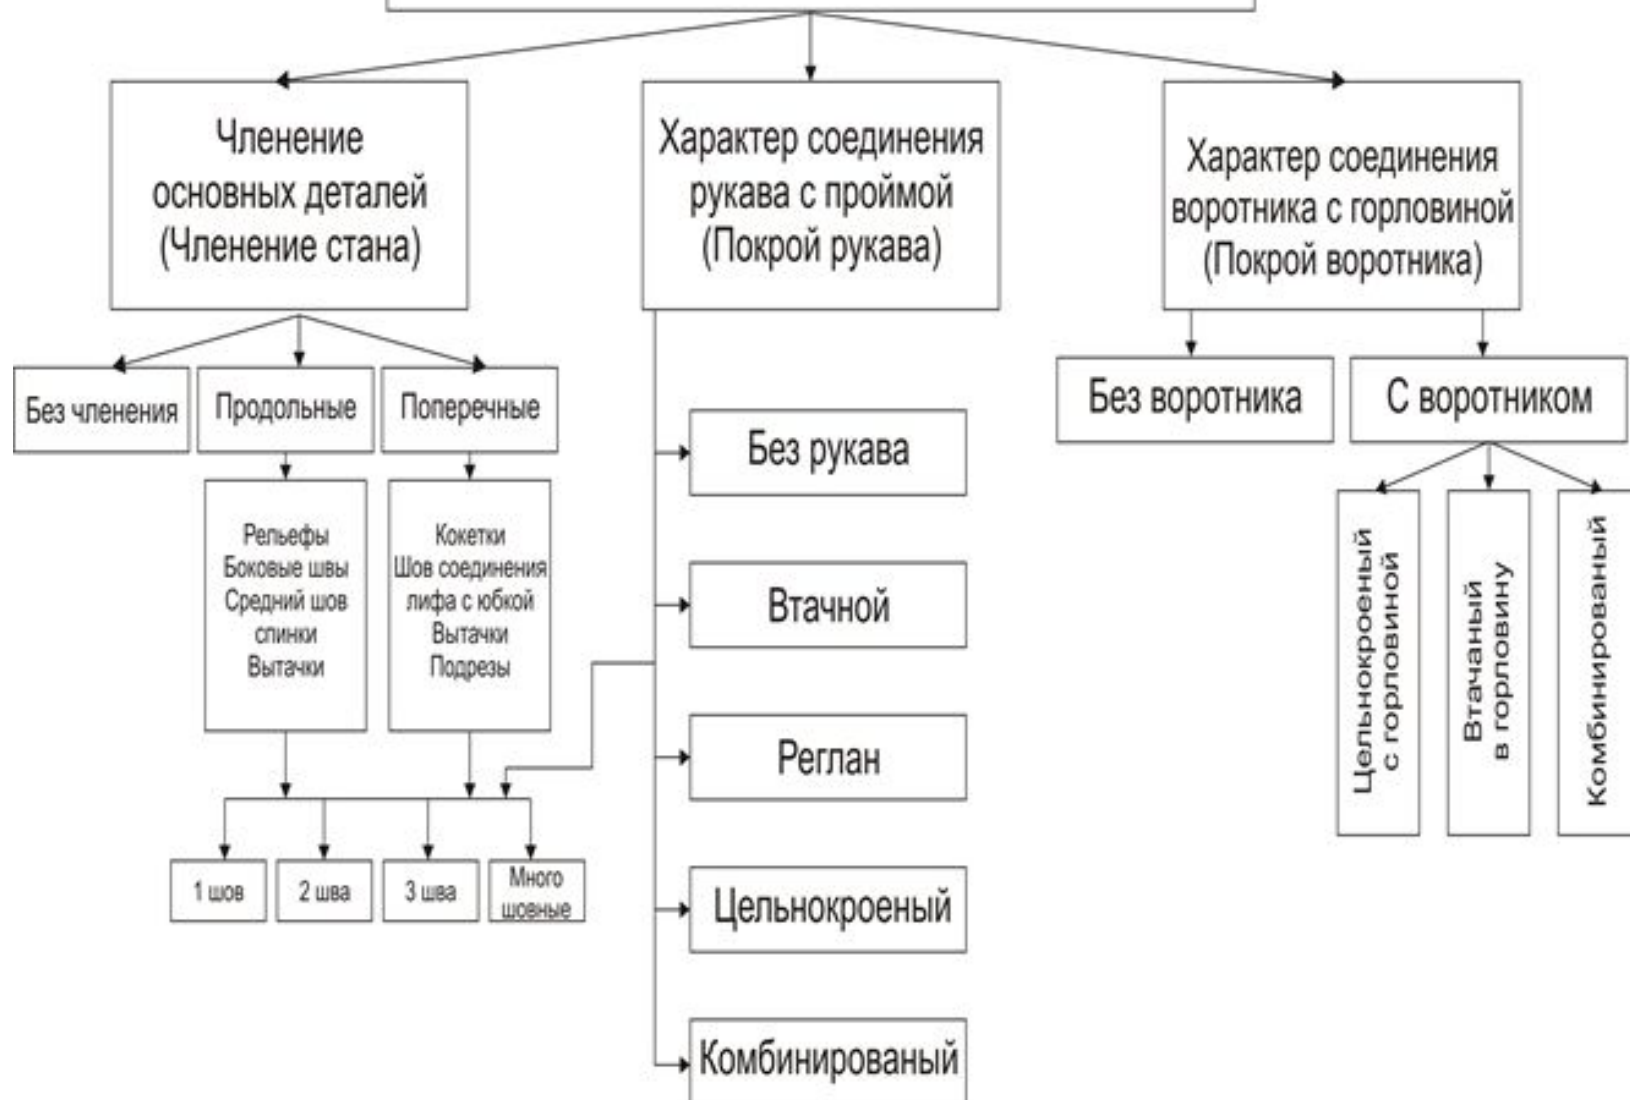 Членение
основных деталей
(Членение стана)
Характер соединения
рукава с проймой
(Покрой рукава)
Характер соединения
воротника с горловиной
(Покрой воротника)
Без членения
Продольные
Поперечные
Рельефы
Боковые швы
Средний шов
спинки
Вытачки
Кокетки
Шов соединения
лифа с юбкой
Вытачки
Подрезы
1 шов
2 шва
3 шва
Много
шовные
Без рукава
Втачной
Реглан
Цельнокроеный
Комбинированый
Без воротника
С воротником
Цельнокроеный
с горловиной
Втачаный
в горловину
Комбинированый